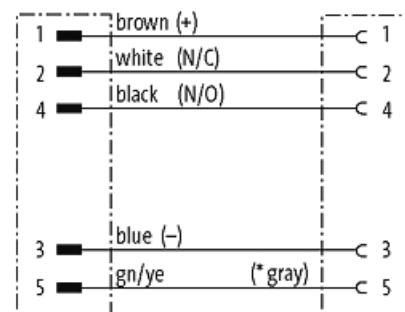 brown (+)
1 1
white (N/C)
2 2
black (N/O)
4 4
blue (–)
3 3
gn/ye (* gray)
5 5